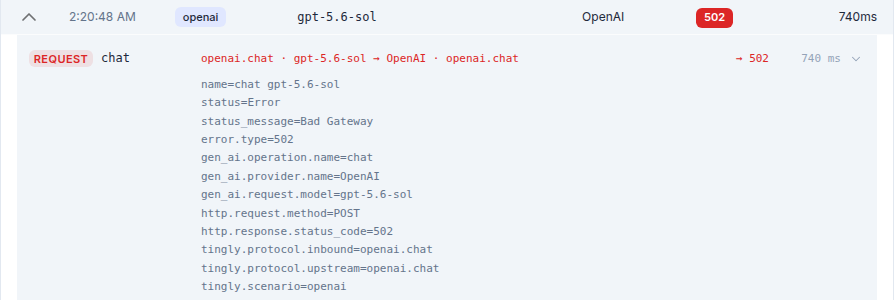 2:20:48 AM openai gpt-5.6-sol OpenAI 502 740ms
REQUEST chat openai.chat · gpt-5.6-sol → OpenAI · openai.chat → 502 740 ms
name=chat gpt-5.6-sol
status=Error
status_message=Bad Gateway
error.type=502
gen_ai.operation.name=chat
gen_ai.provider.name=OpenAI
gen_ai.request.model=gpt-5.6-sol
http.request.method=POST
http.response.status_code=502
tingly.protocol.inbound=openai.chat
tingly.protocol.upstream=openai.chat
tingly.scenario=openai